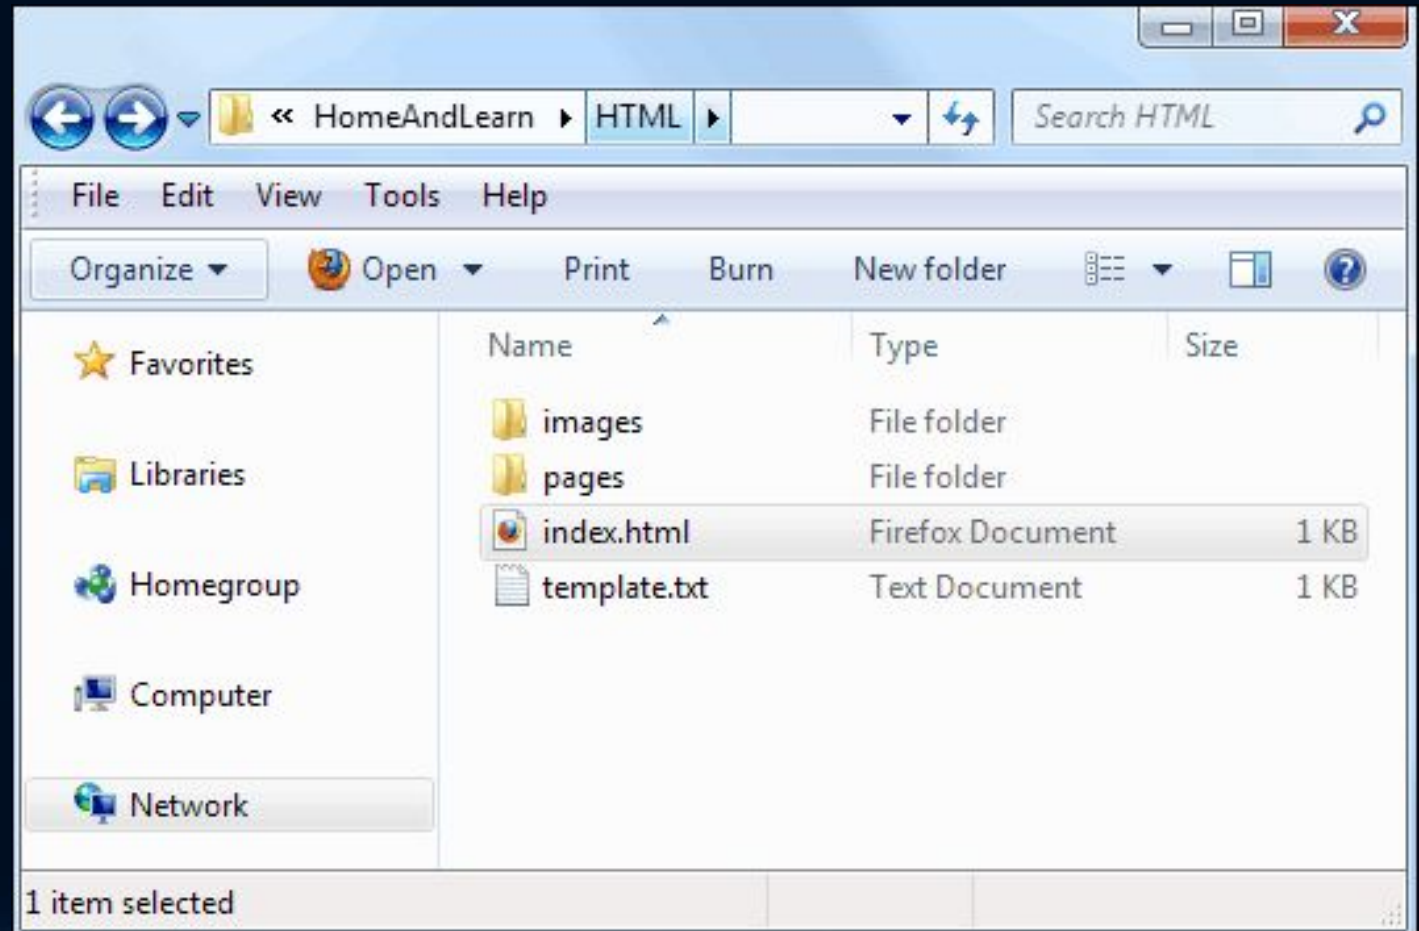 « HomeAndLearn HTML Search HTML
File Edit View Tools Help
Organize Open Print Burn New folder
Name Type Size
Favorites
images File folder
Libraries
pages File folder
index.html Firefox Document 1 KB
Homegroup
template.txt Text Document 1 KB
Computer
Network
1 item selected